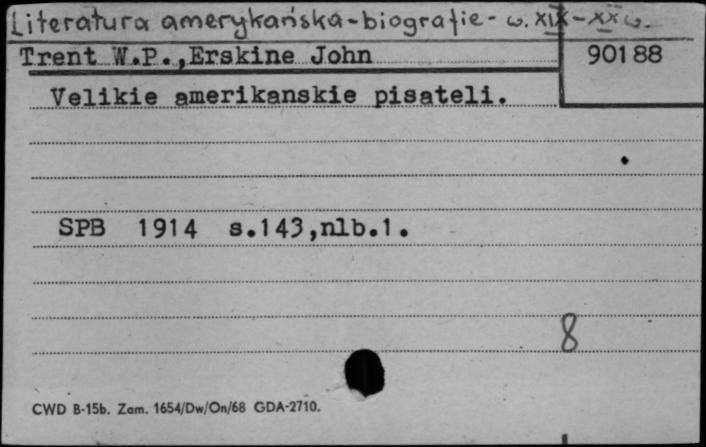 Literatura amerykańska-biografie- w. XIX-XX w.
Trent W.P.,Erskine John
90188
Velikie amerikanskie pisateli.
SPB 1914 s.143,nlb.1.
8
CWD B-15b. Zam. 1654/Dw/On/68 GDA-2710.